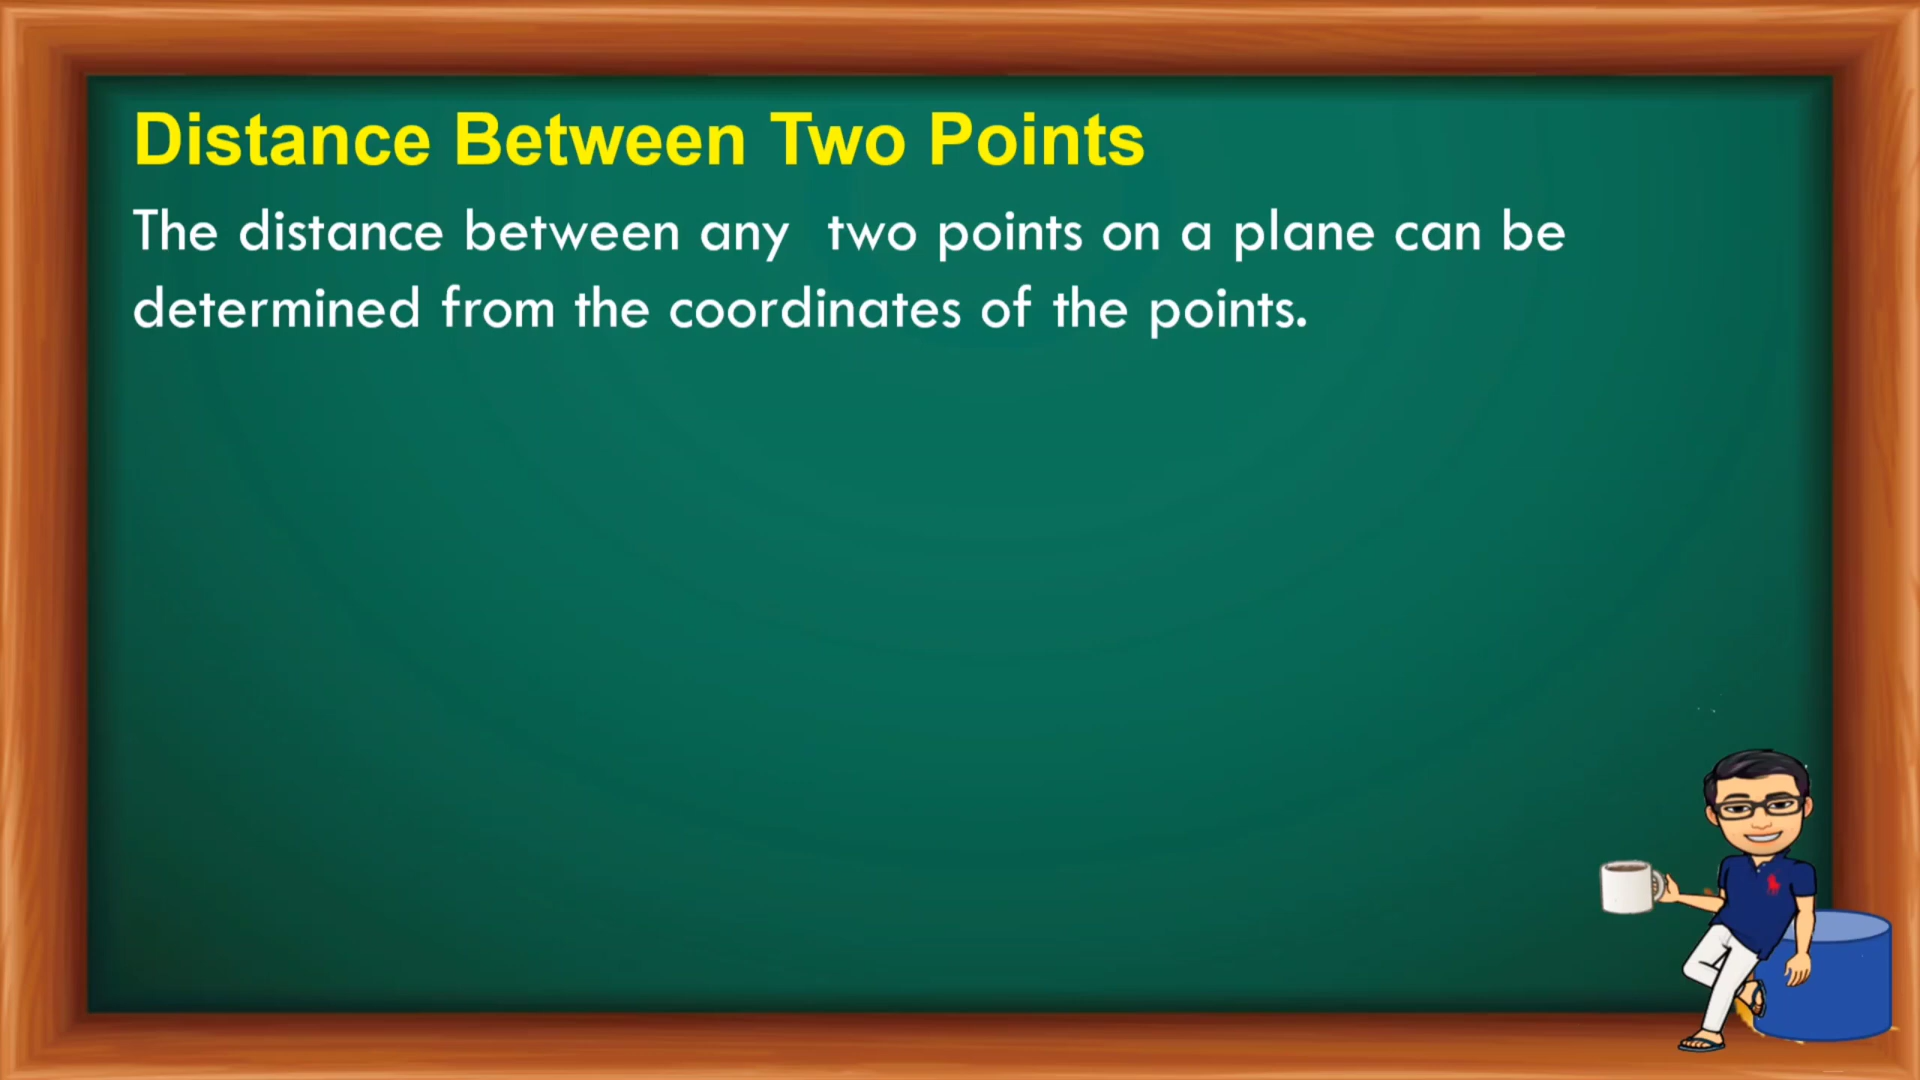 Distance Between Two Points
The distance between any  two points on a plane can be
determined from the coordinates of the points.